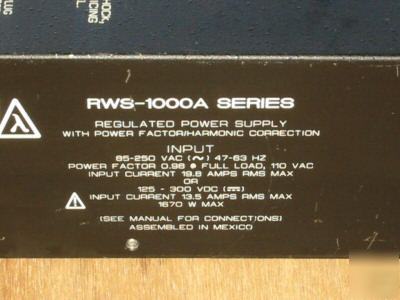 SHOCK,
RWS-1000A SERIES
REGULATED POWER SUPPLY
WITH POWER FACTOR/HARMONIC CORRECTION
INPUT
85-250 VAC (~) 47-63 HZ
POWER FACTOR 0.98 @ FULL LOAD, 110 VAC
INPUT CURRENT 19.8 AMPS RMS MAX
OR
125 - 300 VDC (⎓)
INPUT CURRENT 13.5 AMPS RMS MAX
1670 W MAX
(SEE MANUAL FOR CONNECTIONS)
ASSEMBLED IN MEXICO